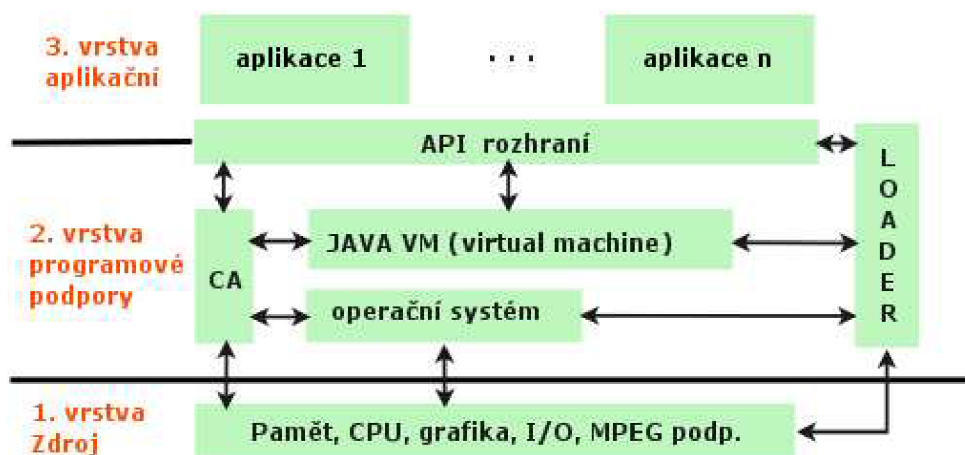 3. vrstva
aplikační
aplikace 1
. . .
aplikace n
API rozhraní
LOADER
2. vrstva
programové
podpory
CA
JAVA VM (virtual machine)
operační systém
1. vrstva
Zdroj
Pamět, CPU, grafika, I/O, MPEG podp.